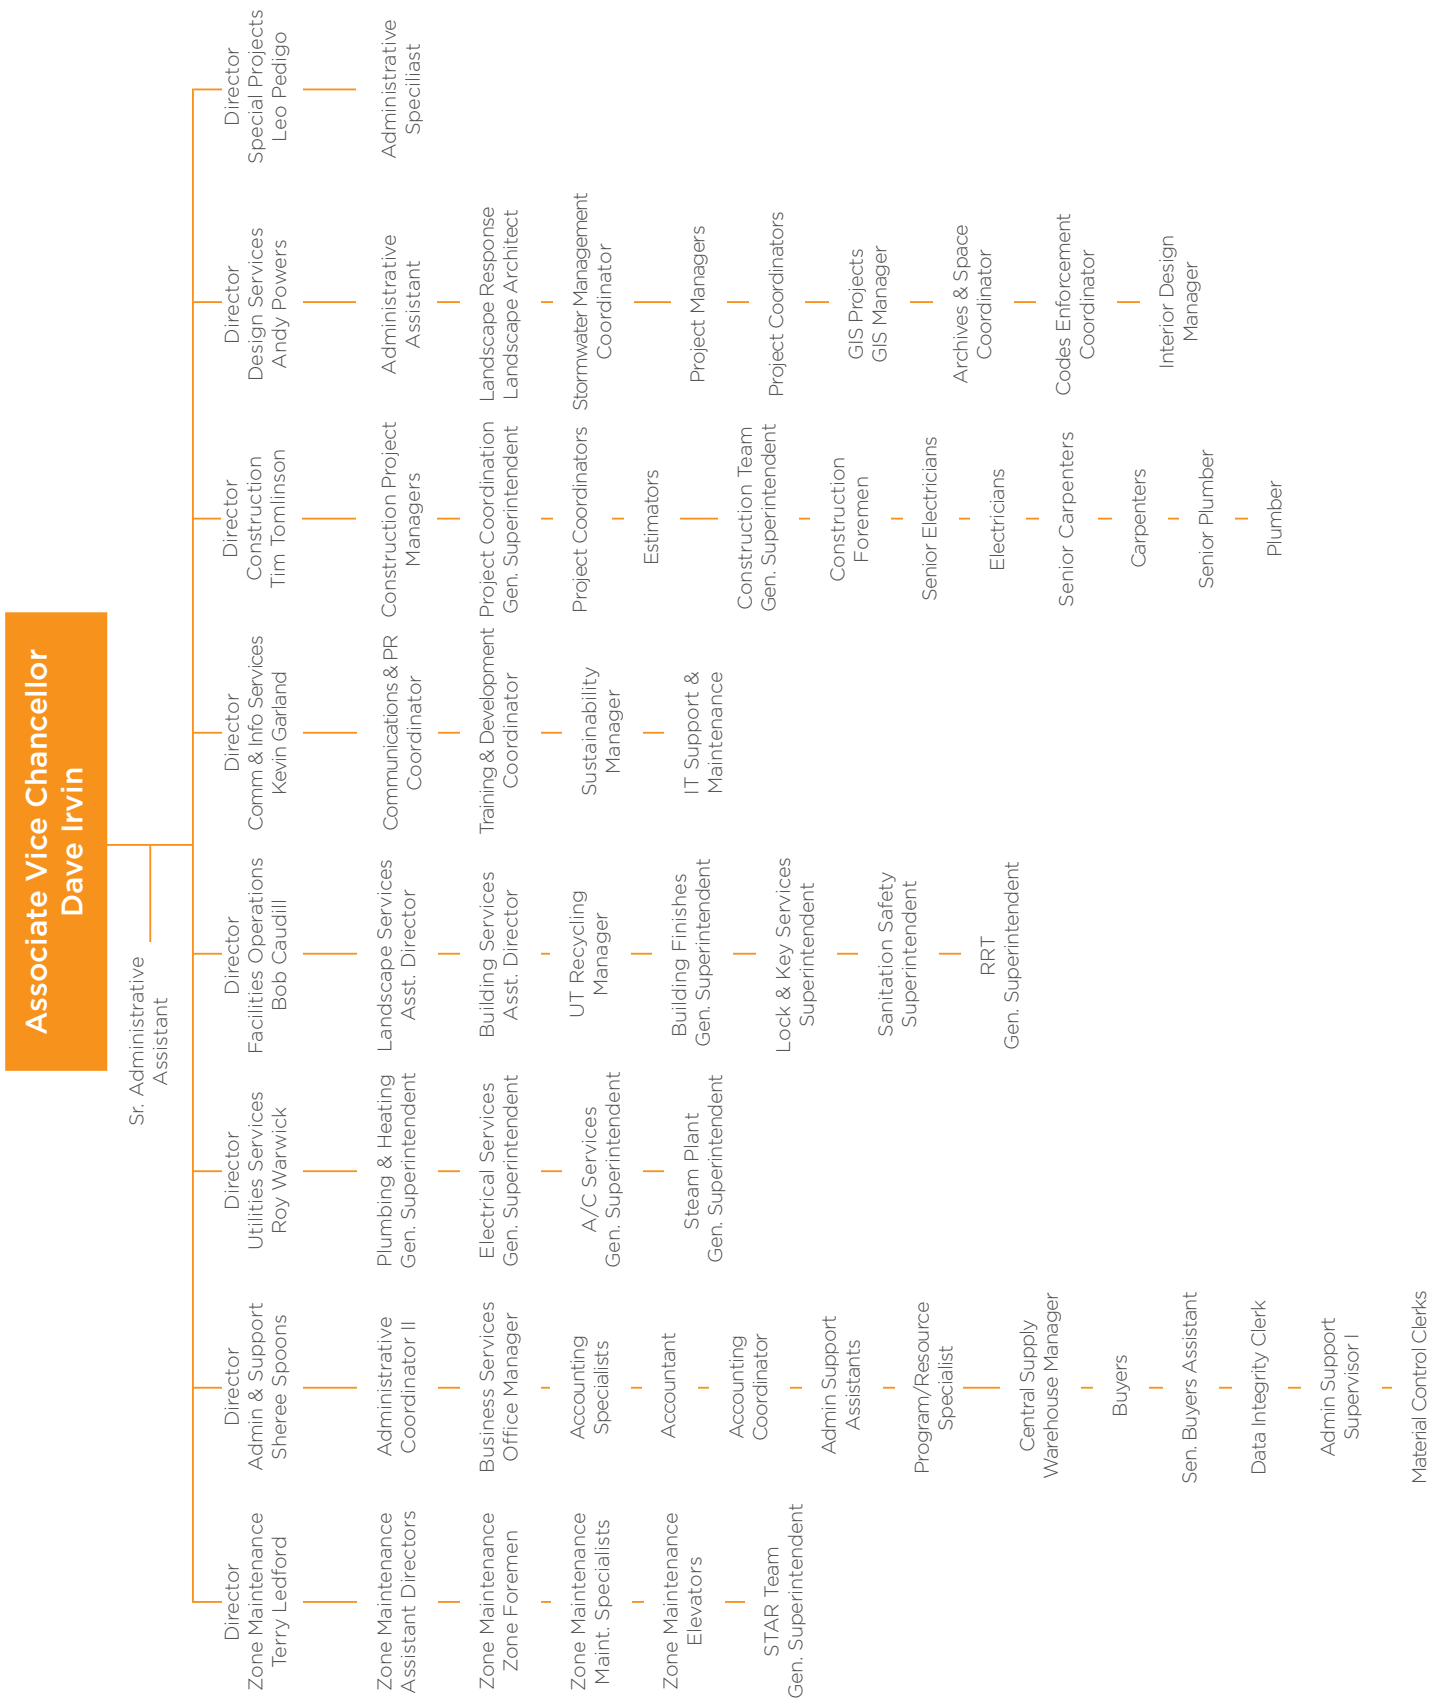 Associate Vice Chancellor
Dave Irvin
Sr. Administrative
Assistant
Director
Zone Maintenance
Terry Ledford
Zone Maintenance
Assistant Directors
Zone Maintenance
Zone Foremen
Zone Maintenance
Maint. Specialists
Zone Maintenance
Elevators
STAR Team
Gen. Superintendent
Director
Admin & Support
Sheree Spoons
Administrative
Coordinator II
Business Services
Office Manager
Accounting
Specialists
Accountant
Accounting
Coordinator
Admin Support
Assistants
Program/Resource
Specialist
Central Supply
Warehouse Manager
Buyers
Sen. Buyers Assistant
Data Integrity Clerk
Admin Support
Supervisor I
Material Control Clerks
Director
Utilities Services
Roy Warwick
Plumbing & Heating
Gen. Superintendent
Electrical Services
Gen. Superintendent
A/C Services
Gen. Superintendent
Steam Plant
Gen. Superintendent
Director
Facilities Operations
Bob Caudill
Landscape Services
Asst. Director
Building Services
Asst. Director
UT Recycling
Manager
Building Finishes
Gen. Superintendent
Lock & Key Services
Superintendent
Sanitation Safety
Superintendent
RRT
Gen. Superintendent
Director
Comm & Info Services
Kevin Garland
Communications & PR
Coordinator
Training & Development
Coordinator
Sustainability
Manager
IT Support &
Maintenance
Director
Construction
Tim Tomlinson
Construction Project
Managers
Project Coordination
Gen. Superintendent
Project Coordinators
Estimators
Construction Team
Gen. Superintendent
Construction
Foremen
Senior Electricians
Electricians
Senior Carpenters
Carpenters
Senior Plumber
Plumber
Director
Design Services
Andy Powers
Administrative
Assistant
Landscape Response
Landscape Architect
Stormwater Management
Coordinator
Project Managers
Project Coordinators
GIS Projects
GIS Manager
Archives & Space
Coordinator
Codes Enforcement
Coordinator
Interior Design
Manager
Director
Special Projects
Leo Pedigo
Administrative
Speciliast